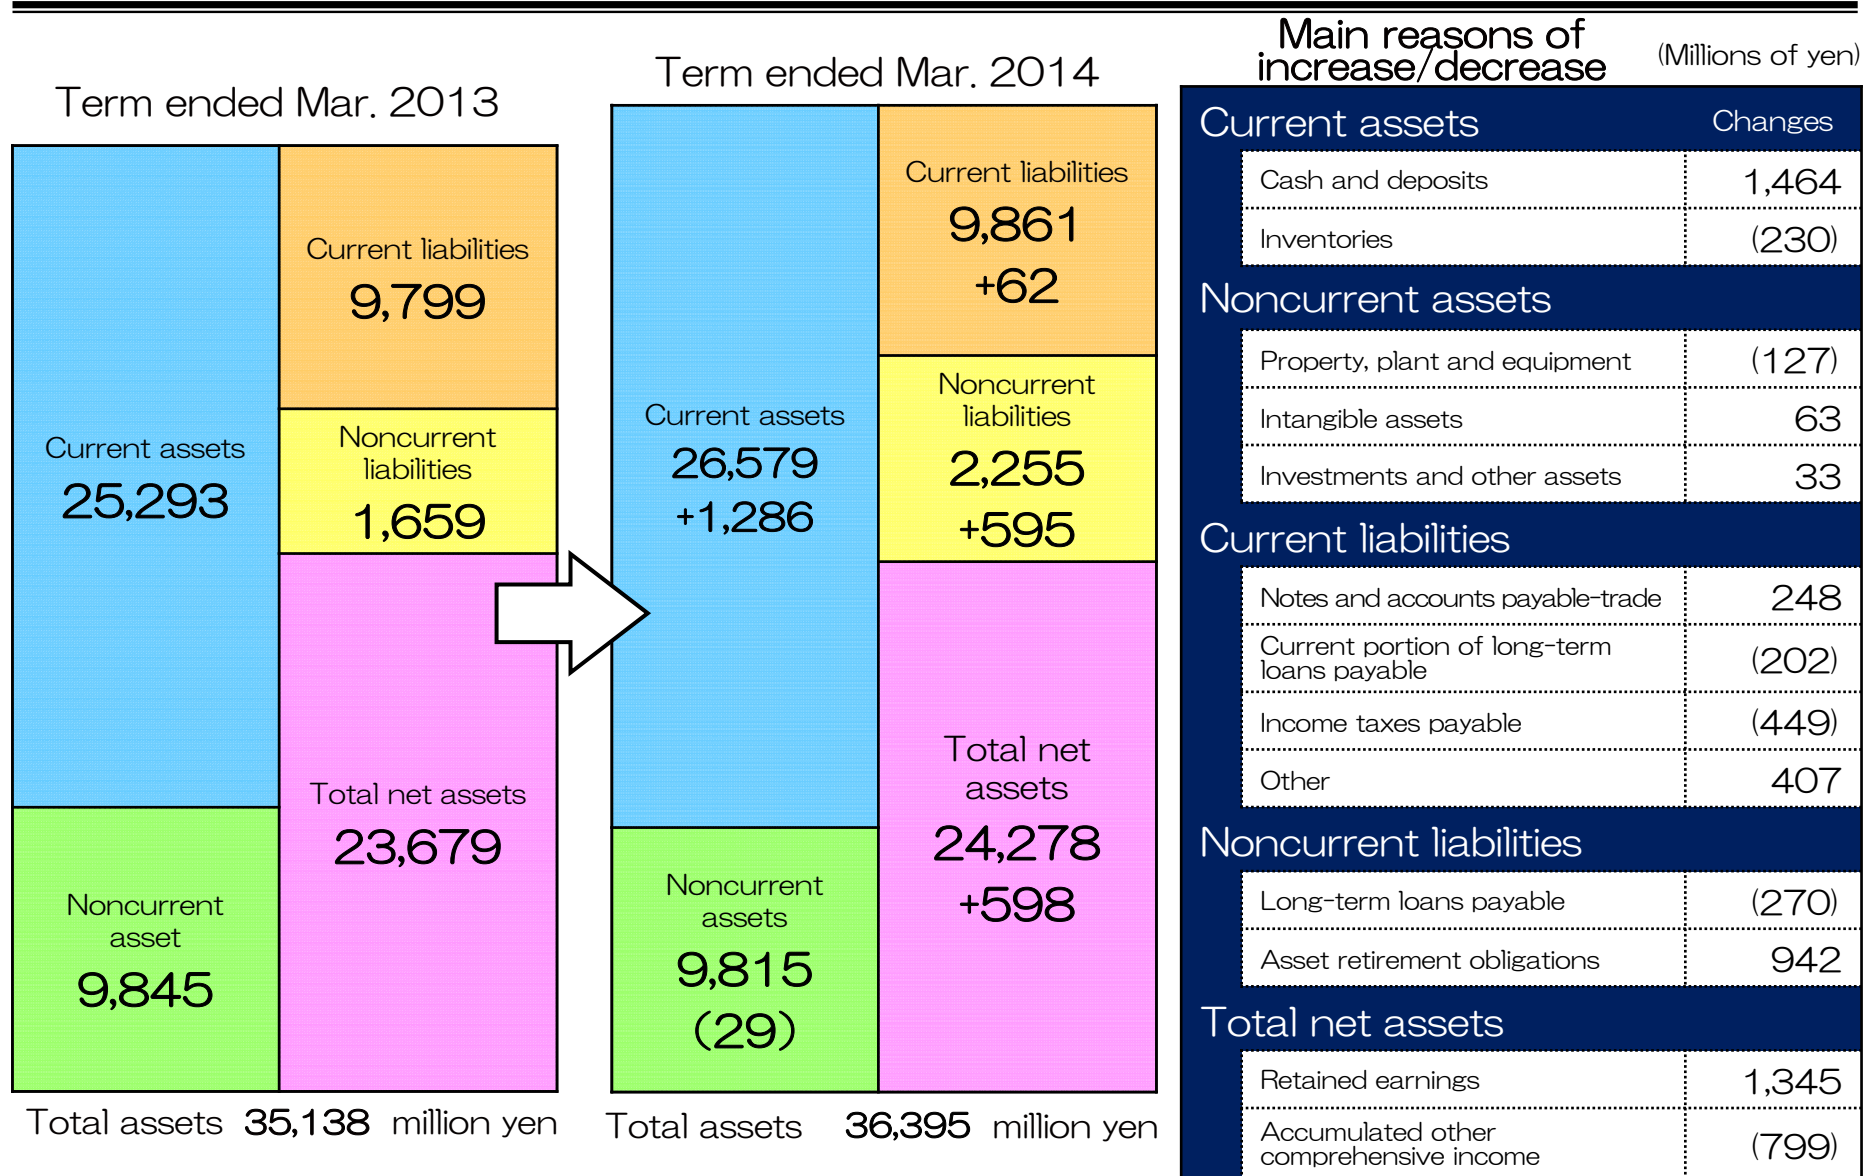 Term ended Mar. 2013
Current assets
25,293
Noncurrent
asset
9,845
Current liabilities
9,799
Noncurrent
liabilities
1,659
Total net assets
23,679
Total assets 35,138 million yen
Term ended Mar. 2014
Current assets
26,579
+1,286
Noncurrent
assets
9,815
(29)
Current liabilities
9,861
+62
Noncurrent
liabilities
2,255
+595
Total net
assets
24,278
+598
Total assets 36,395 million yen
Main reasons of
increase/decrease
(Millions of yen)
Current assets Changes
Cash and deposits 1,464
Inventories (230)
Noncurrent assets
Property, plant and equipment (127)
Intangible assets 63
Investments and other assets 33
Current liabilities
Notes and accounts payable-trade 248
Current portion of long-term
loans payable (202)
Income taxes payable (449)
Other 407
Noncurrent liabilities
Long-term loans payable (270)
Asset retirement obligations 942
Total net assets
Retained earnings 1,345
Accumulated other
comprehensive income (799)